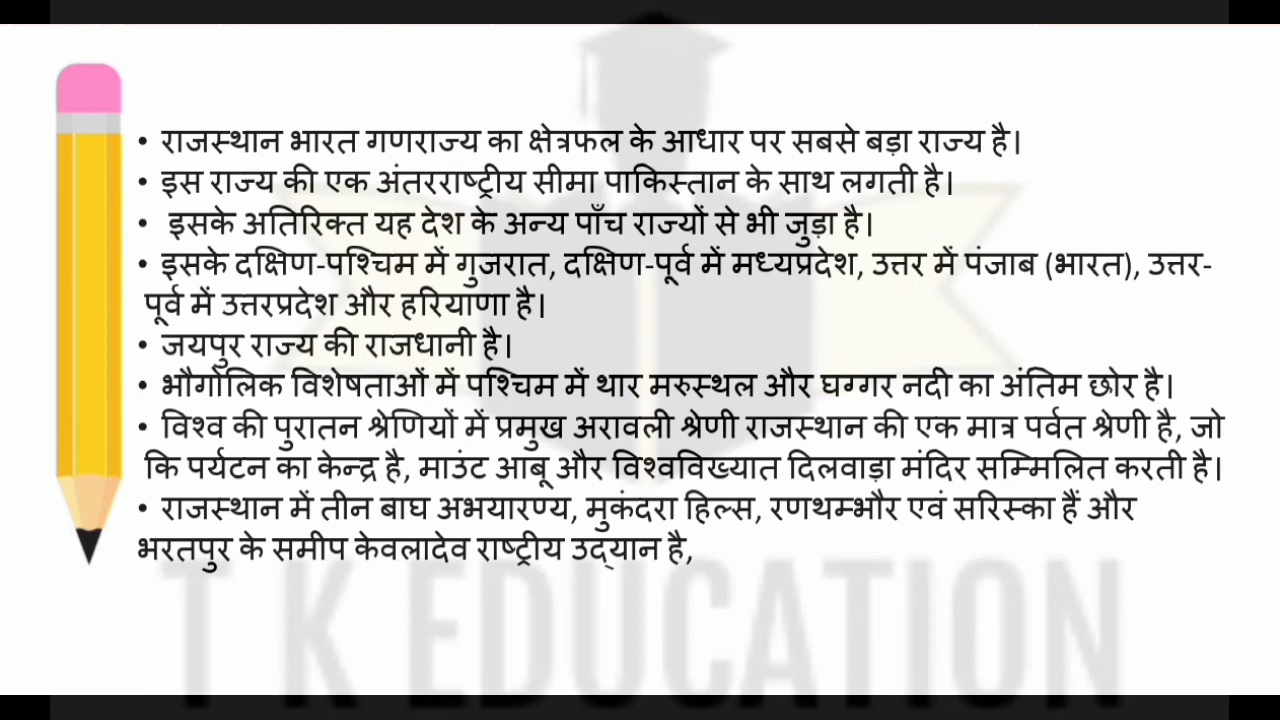 • राजस्थान भारत गणराज्य का क्षेत्रफल के आधार पर सबसे बड़ा राज्य है।
• इस राज्य की एक अंतरराष्ट्रीय सीमा पाकिस्तान के साथ लगती है।
• इसके अतिरिक्त यह देश के अन्य पाँच राज्यों से भी जुड़ा है।
• इसके दक्षिण-पश्चिम में गुजरात, दक्षिण-पूर्व में मध्यप्रदेश, उत्तर में पंजाब (भारत), उत्तर-
पूर्व में उत्तरप्रदेश और हरियाणा है।
• जयपुर राज्य की राजधानी है।
• भौगोलिक विशेषताओं में पश्चिम में थार मरुस्थल और घग्गर नदी का अंतिम छोर है।
• विश्व की पुरातन श्रेणियों में प्रमुख अरावली श्रेणी राजस्थान की एक मात्र पर्वत श्रेणी है, जो
कि पर्यटन का केन्द्र है, माउंट आबू और विश्वविख्यात दिलवाड़ा मंदिर सम्मिलित करती है।
• राजस्थान में तीन बाघ अभयारण्य, मुकंदरा हिल्स, रणथम्भौर एवं सरिस्का हैं और
भरतपुर के समीप केवलादेव राष्ट्रीय उद्यान है,
T K EDUCATION